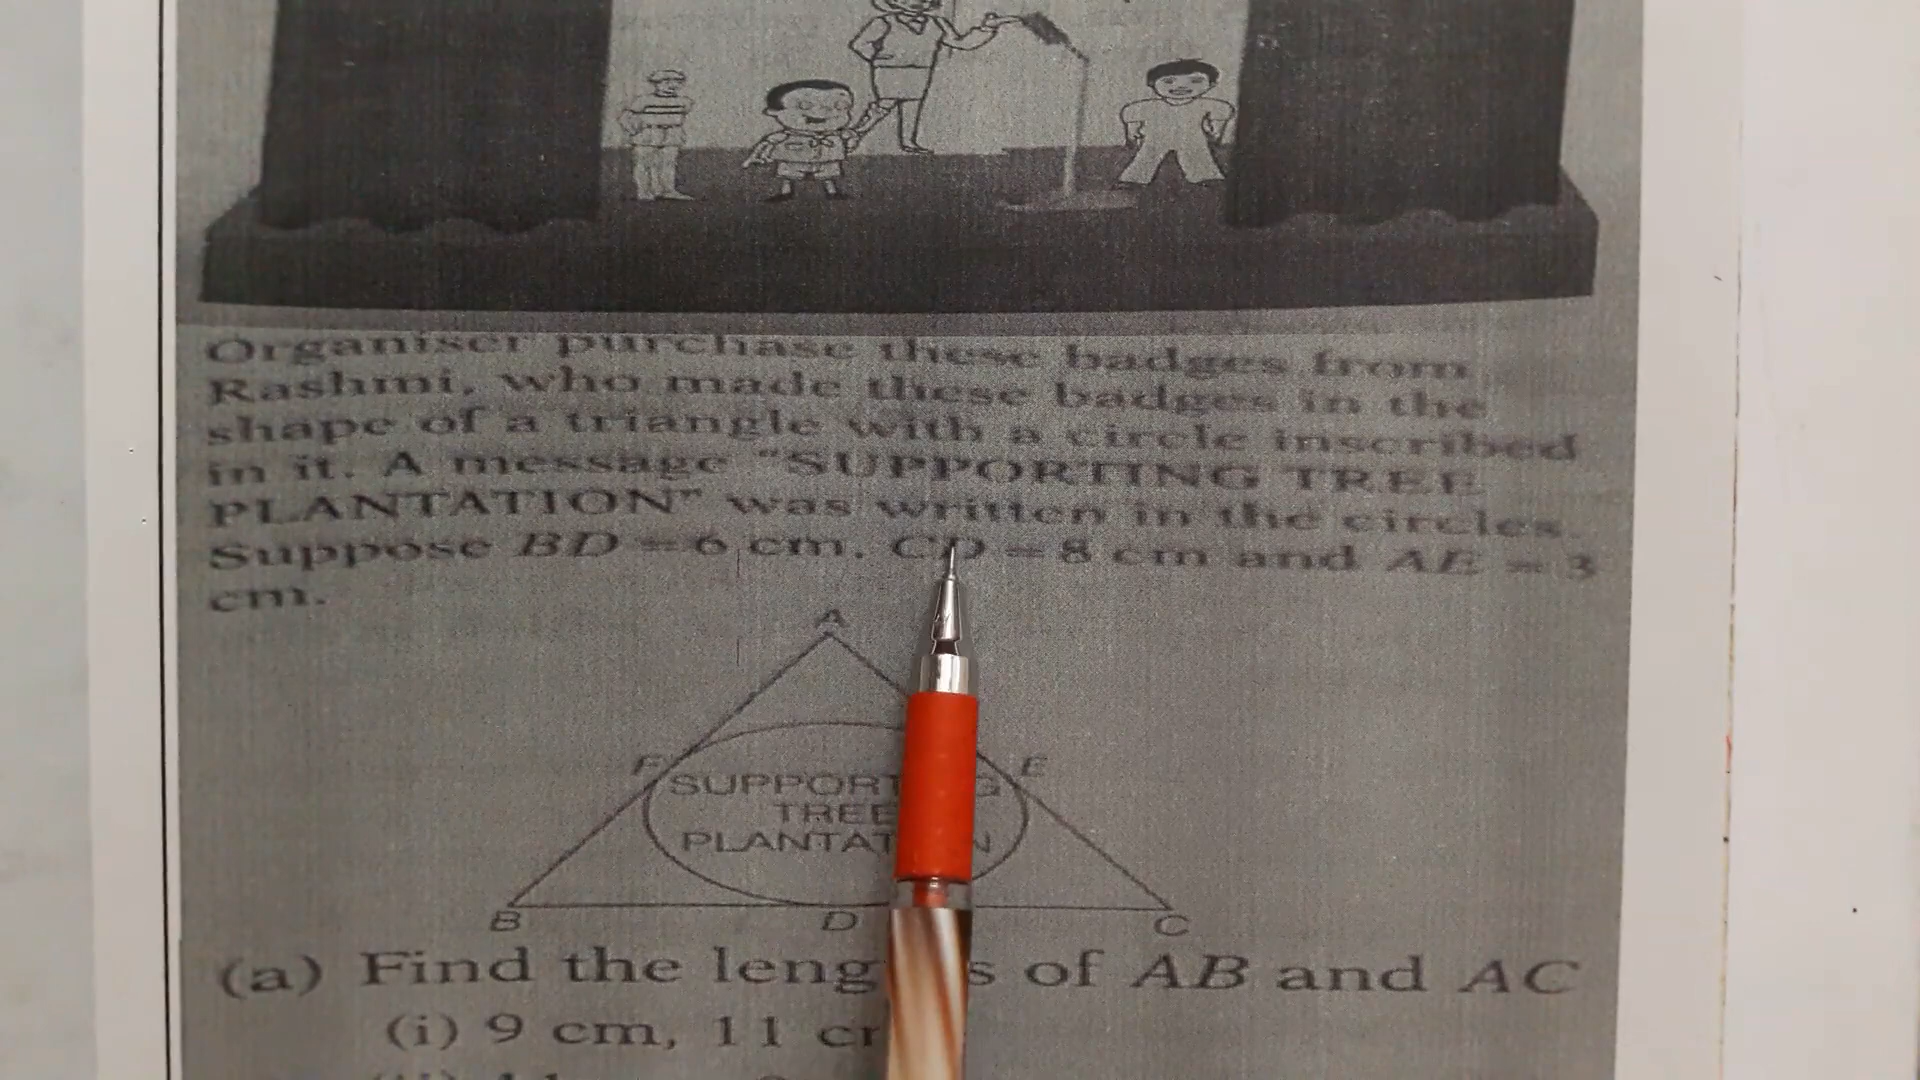 Organiser purchase these badges from
Rashmi, who made these badges in the
shape of a triangle with a circle inscribed
in it. A message "SUPPORTING TREE
PLANTATION" was written in the circles.
Suppose BD = 6 cm. CD = 8 cm and AE = 3
cm.
A
F E
SUPPORT G
TREE
PLANTAT N
B D C
(a) Find the leng s of AB and AC
(i) 9 cm, 11 c